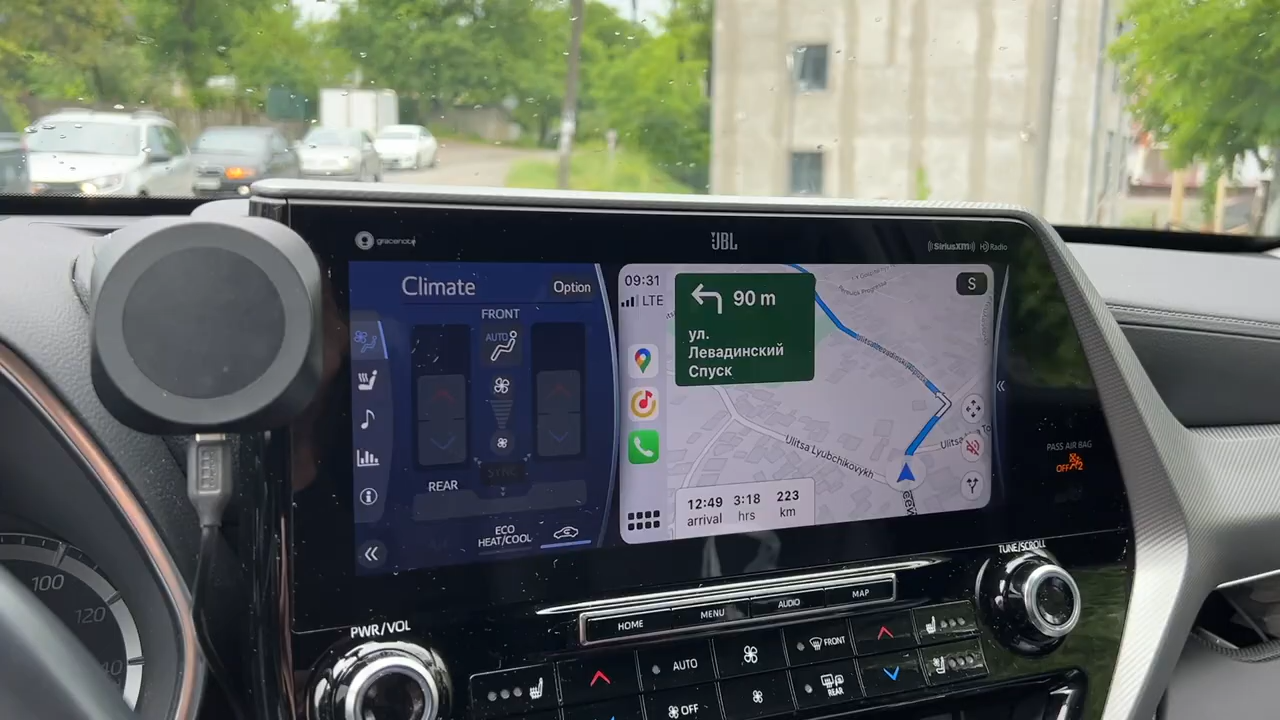 gracenote
JBL
SiriusXM
HD Radio
Climate
Option
FRONT
AUTO
SYNC
REAR
ECO
HEAT/COOL
09:31
LTE
90 m
ул.
Левадинский
Спуск
S
Ulitsa Lyubchikovykh
12:49
arrival
3:18
hrs
223
km
PASS AIR BAG
OFF
2
TUNE/SCROLL
PWR/VOL
HOME
MENU
AUDIO
MAP
AUTO
FRONT
OFF
REAR
100
120